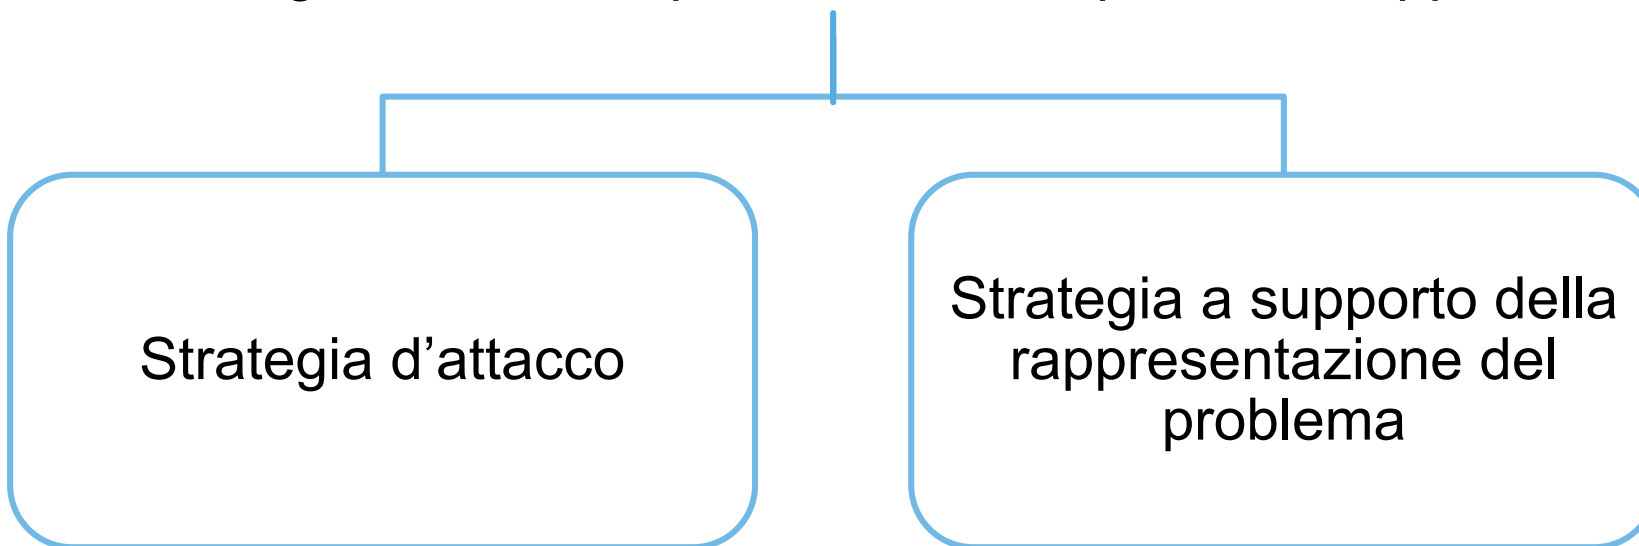 Strategia d’attacco
Strategia a supporto della
rappresentazione del
problema